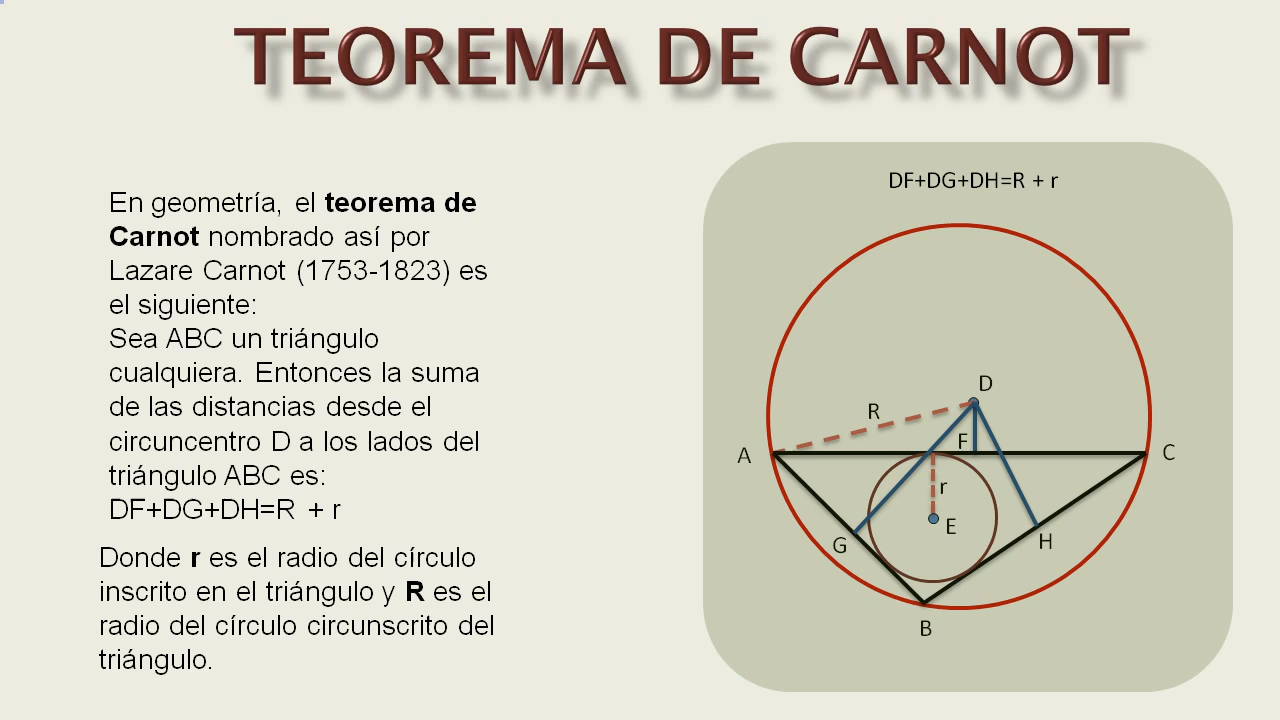 TEOREMA DE CARNOT
En geometría, el teorema de
Carnot nombrado así por
Lazare Carnot (1753-1823) es
el siguiente:
Sea ABC un triángulo
cualquiera. Entonces la suma
de las distancias desde el
circuncentro D a los lados del
triángulo ABC es:
DF+DG+DH=R + r
Donde r es el radio del círculo
inscrito en el triángulo y R es el
radio del círculo circunscrito del
triángulo.
DF+DG+DH=R + r
D
R
F
A
C
r
E
G
H
B